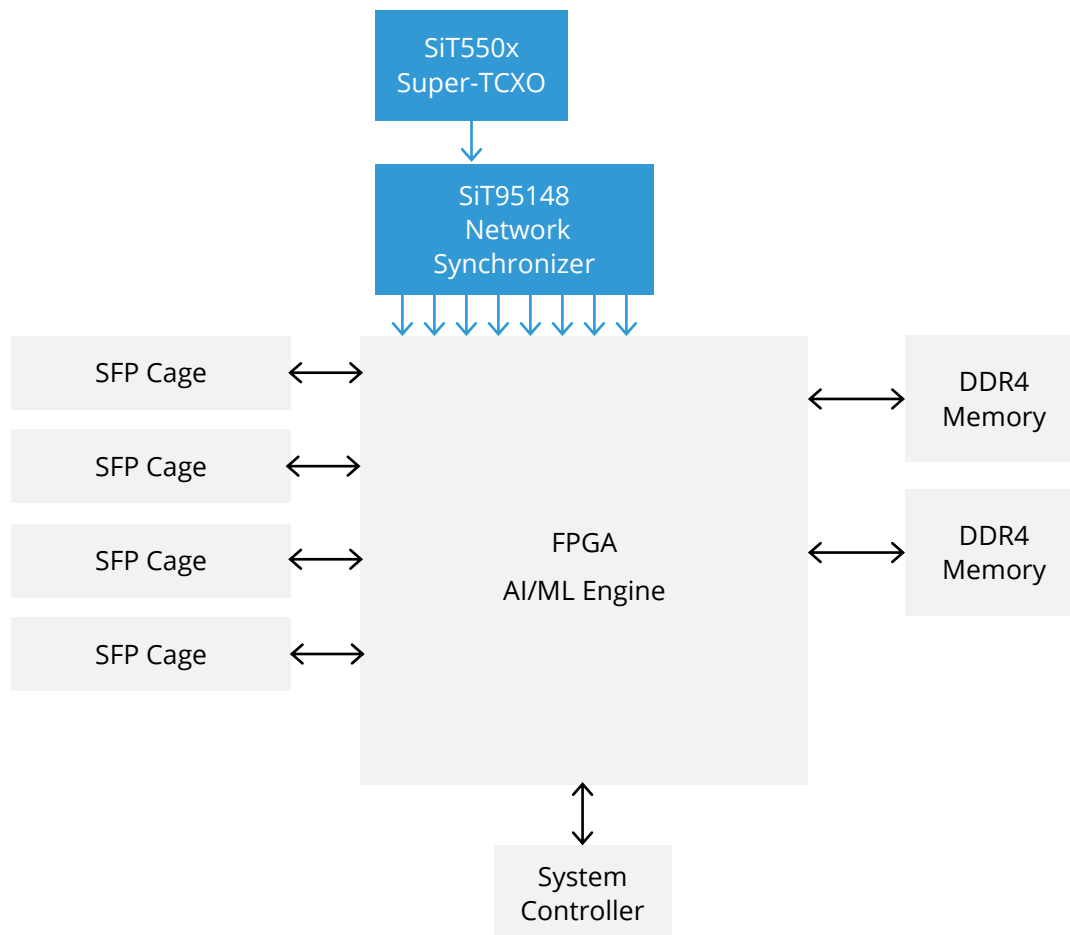 SiT550x
Super-TCXO
SiT95148
Network
Synchronizer
SFP Cage
SFP Cage
SFP Cage
SFP Cage
FPGA
AI/ML Engine
DDR4
Memory
DDR4
Memory
System
Controller